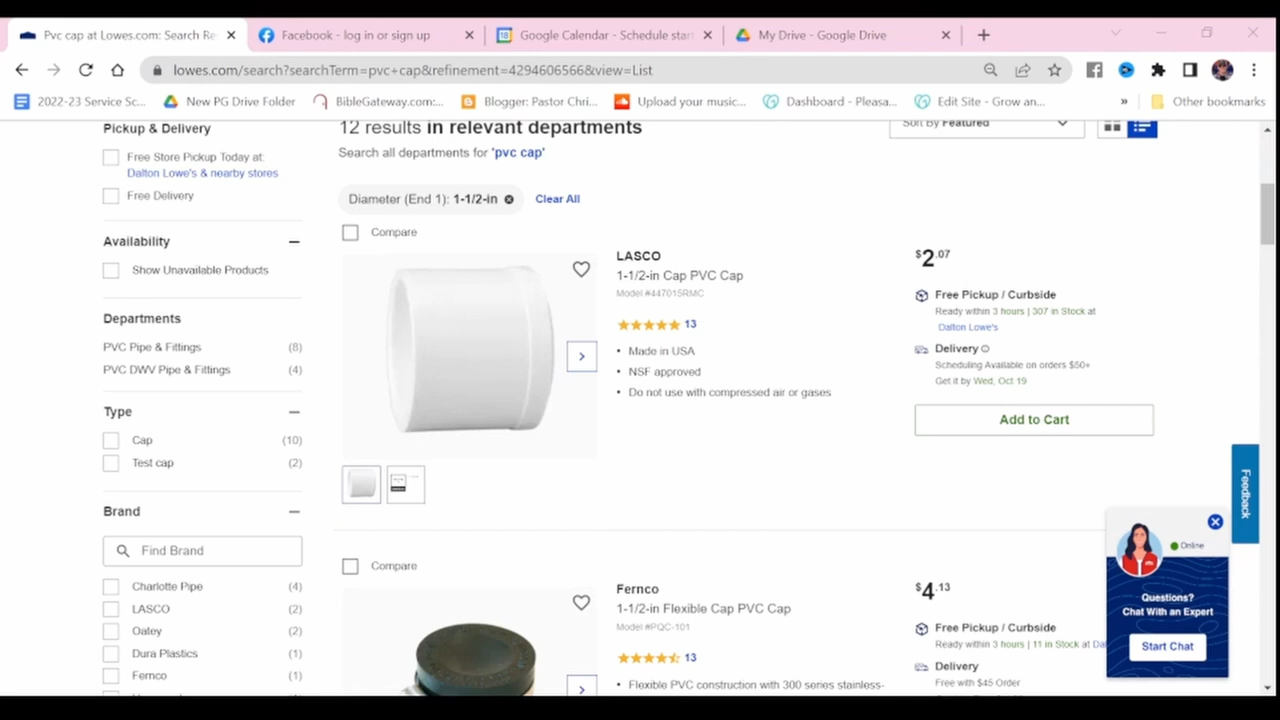 Pvc cap at Lowes.com: Search Re
Facebook - log in or sign up
Google Calendar - Schedule start
My Drive - Google Drive
lowes.com/search?searchTerm=pvc+cap&refinement=4294606566&view=List
2022-23 Service Sc...
New PG Drive Folder
BibleGateway.com:...
Blogger: Pastor Chri...
Upload your music...
Dashboard - Pleasa...
Edit Site - Grow an...
»
Other bookmarks
Pickup & Delivery
Free Store Pickup Today at:
Dalton Lowe's & nearby stores
Free Delivery
Availability
Show Unavailable Products
Departments
PVC Pipe & Fittings (8)
PVC DWV Pipe & Fittings (4)
Type
Cap (10)
Test cap (2)
Brand
Find Brand
Charlotte Pipe (4)
LASCO (2)
Oatey (2)
Dura Plastics (1)
Fernco (1)
12 results in relevant departments
Search all departments for 'pvc cap'
Sort By Featured
Diameter (End 1): 1-1/2-in
Clear All
Compare
LASCO
1-1/2-in Cap PVC Cap
Model #447015RMC
13
• Made in USA
• NSF approved
• Do not use with compressed air or gases
$2.07
Free Pickup / Curbside
Ready within 3 hours | 307 in Stock at
Dalton Lowe's
Delivery
Scheduling Available on orders $50+
Get it by Wed, Oct 19
Add to Cart
Compare
Fernco
1-1/2-in Flexible Cap PVC Cap
Model #PQC-101
13
• Flexible PVC construction with 300 series stainless-
$4.13
Free Pickup / Curbside
Ready within 3 hours | 11 in Stock at Dal
Delivery
Free with $45 Order
Feedback
Online
Questions?
Chat With an Expert
Start Chat